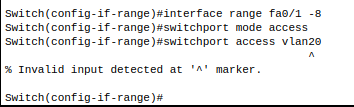 Switch(config-if-range)#interface range fa0/1 -8
Switch(config-if-range)#switchport mode access
Switch(config-if-range)#switchport access vlan20
^
% Invalid input detected at '^' marker.
Switch(config-if-range)#